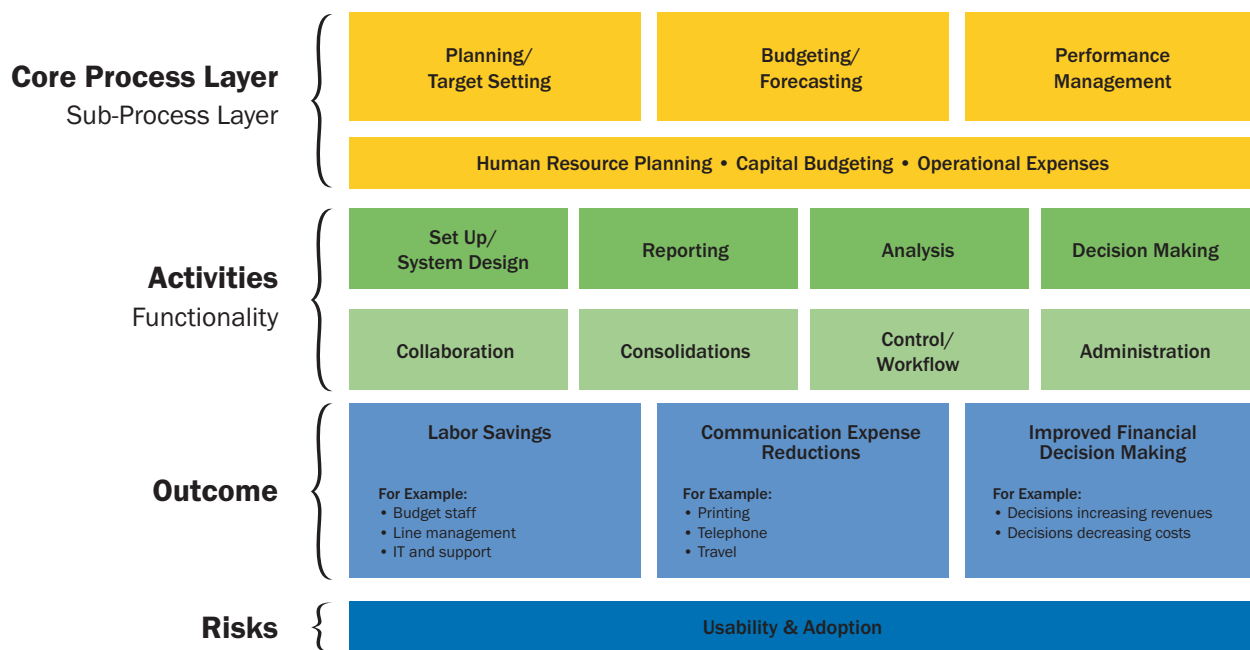 Core Process Layer
Sub-Process Layer
Planning/
Target Setting
Budgeting/
Forecasting
Performance
Management
Human Resource Planning • Capital Budgeting • Operational Expenses
Activities
Functionality
Set Up/
System Design
Reporting
Analysis
Decision Making
Collaboration
Consolidations
Control/
Workflow
Administration
Outcome
Labor Savings
For Example:
• Budget staff
• Line management
• IT and support
Communication Expense
Reductions
For Example:
• Printing
• Telephone
• Travel
Improved Financial
Decision Making
For Example:
• Decisions increasing revenues
• Decisions decreasing costs
Risks
Usability & Adoption